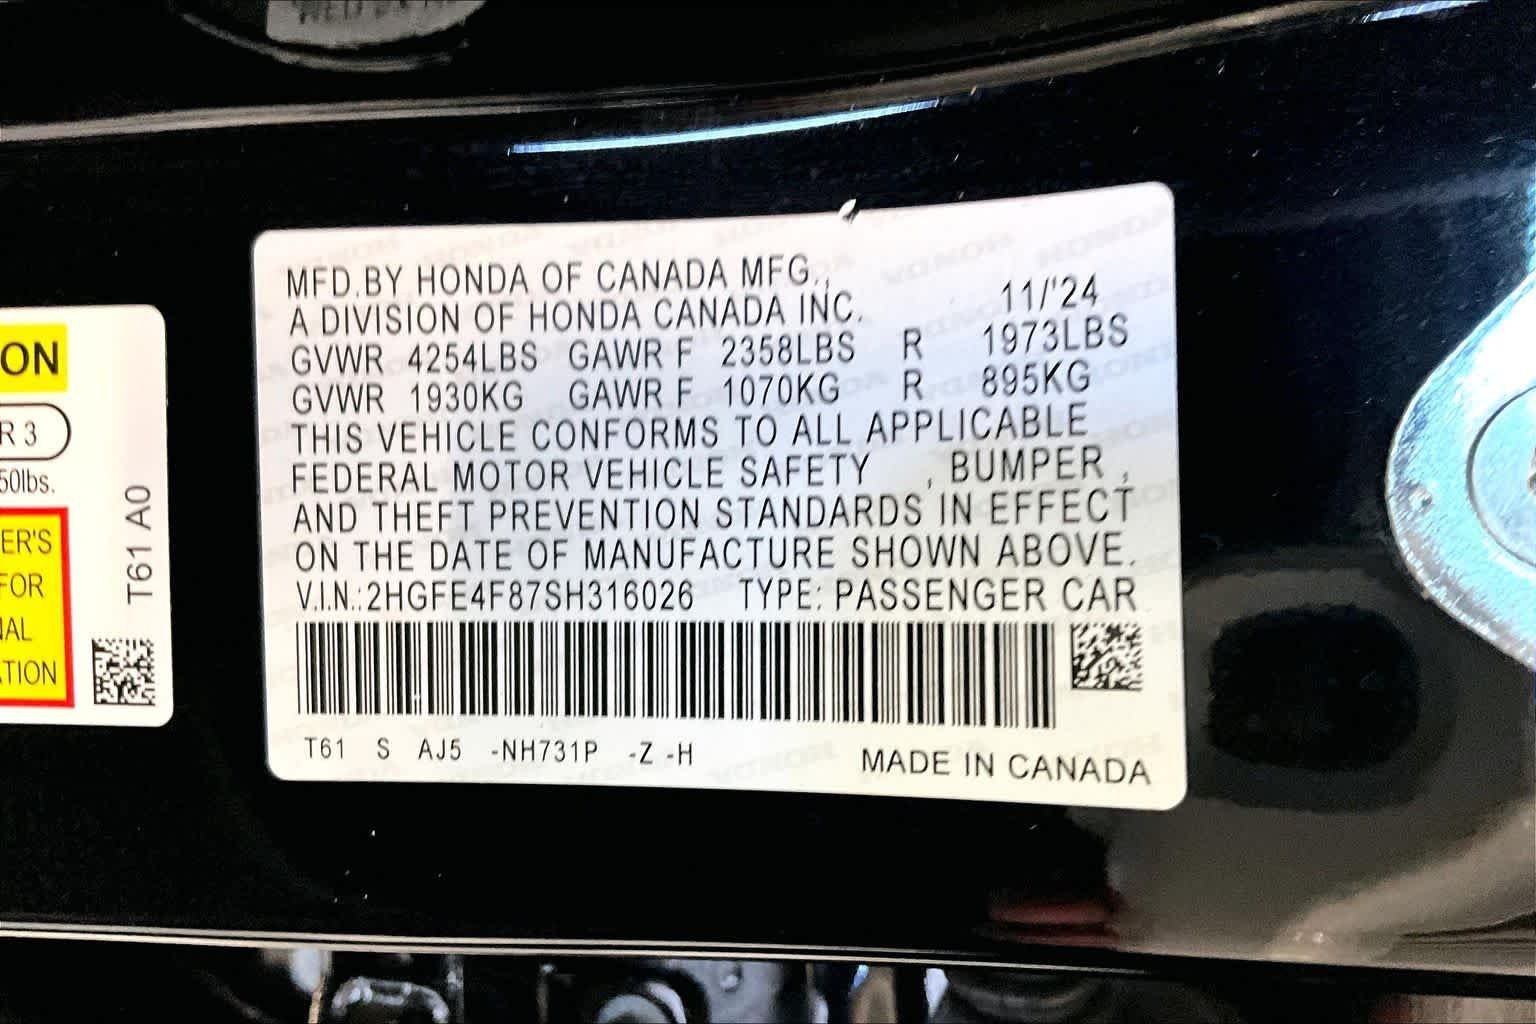 MFD.BY HONDA OF CANADA MFG.,
A DIVISION OF HONDA CANADA INC. 11/'24
GVWR 4254LBS GAWR F 2358LBS R 1973LBS
GVWR 1930KG GAWR F 1070KG R 895KG
THIS VEHICLE CONFORMS TO ALL APPLICABLE
FEDERAL MOTOR VEHICLE SAFETY , BUMPER ,
AND THEFT PREVENTION STANDARDS IN EFFECT
ON THE DATE OF MANUFACTURE SHOWN ABOVE.
V.I.N.:2HGFE4F87SH316026 TYPE: PASSENGER CAR
T61 S AJ5 -NH731P -Z -H
MADE IN CANADA
ON
R 3
50lbs.
ER'S
FOR
NAL
ATION
T61 A0